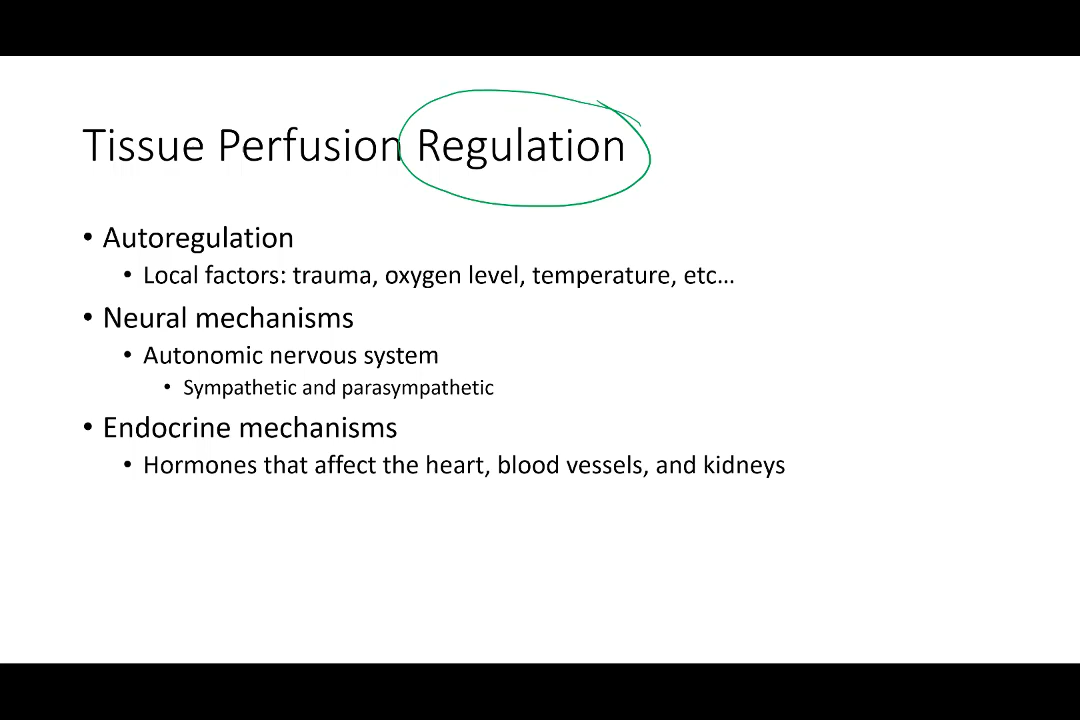 Tissue Perfusion Regulation
• Autoregulation
• Local factors: trauma, oxygen level, temperature, etc…
• Neural mechanisms
• Autonomic nervous system
• Sympathetic and parasympathetic
• Endocrine mechanisms
• Hormones that affect the heart, blood vessels, and kidneys